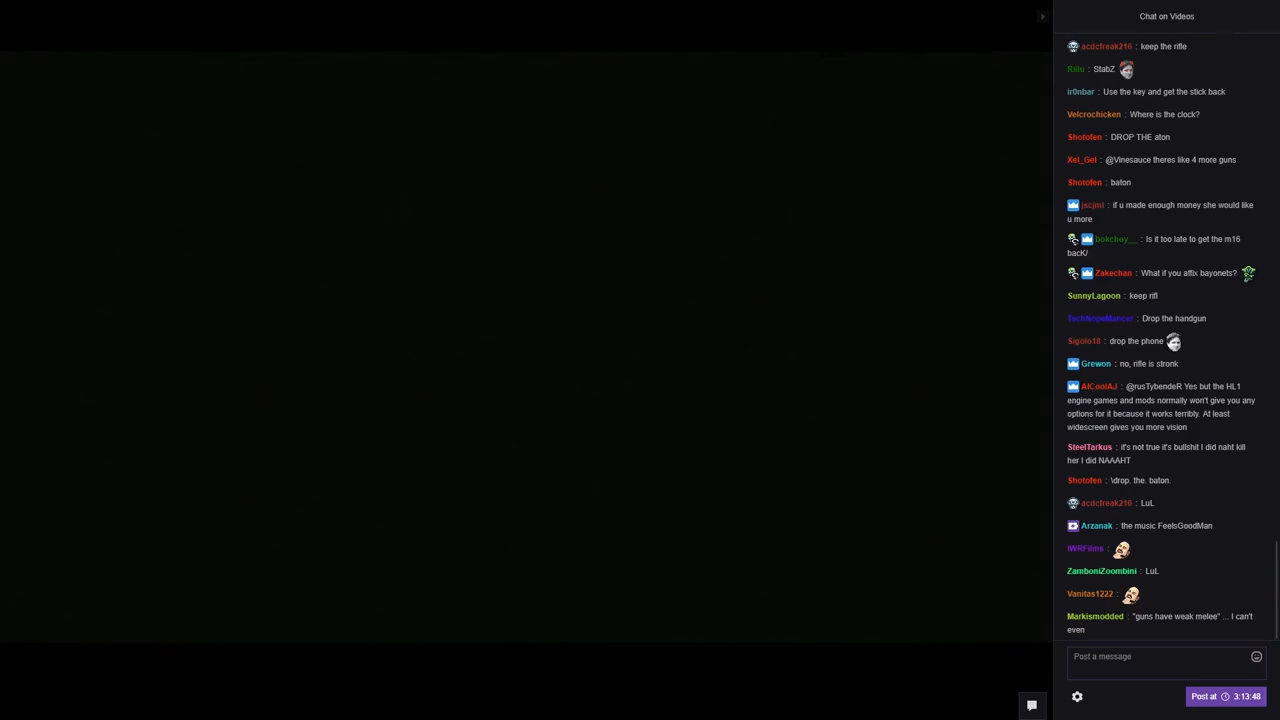 Chat on Videos
acdcfreak216 : keep the rifle
Riilu : StabZ
ir0nbar : Use the key and get the stick back
Velcrochicken : Where is the clock?
Shotofen : DROP THE aton
Xel_Gel : @Vinesauce theres like 4 more guns
Shotofen : baton
jscjml : if u made enough money she would like
u more
bokchoy__ : Is it too late to get the m16
bacK/
Zakechan : What if you affix bayonets?
SunnyLagoon : keep rifl
TechNopeMancer : Drop the handgun
Sigolo18 : drop the phone
Grewon : no, rifle is stronk
AlCoolAJ : @rusTybendeR Yes but the HL1
engine games and mods normally won't give you any
options for it because it works terribly. At least
widescreen gives you more vision
SteelTarkus : it's not true it's bullshit I did naht kill
her I did NAAAHT
Shotofen : \drop. the. baton.
acdcfreak216 : LuL
Arzanak : the music FeelsGoodMan
IWRFilms :
ZamboniZoombini : LuL
Vanitas1222 :
Markismodded : "guns have weak melee" ... I can't
even
Post a message
Post at 3:13:48